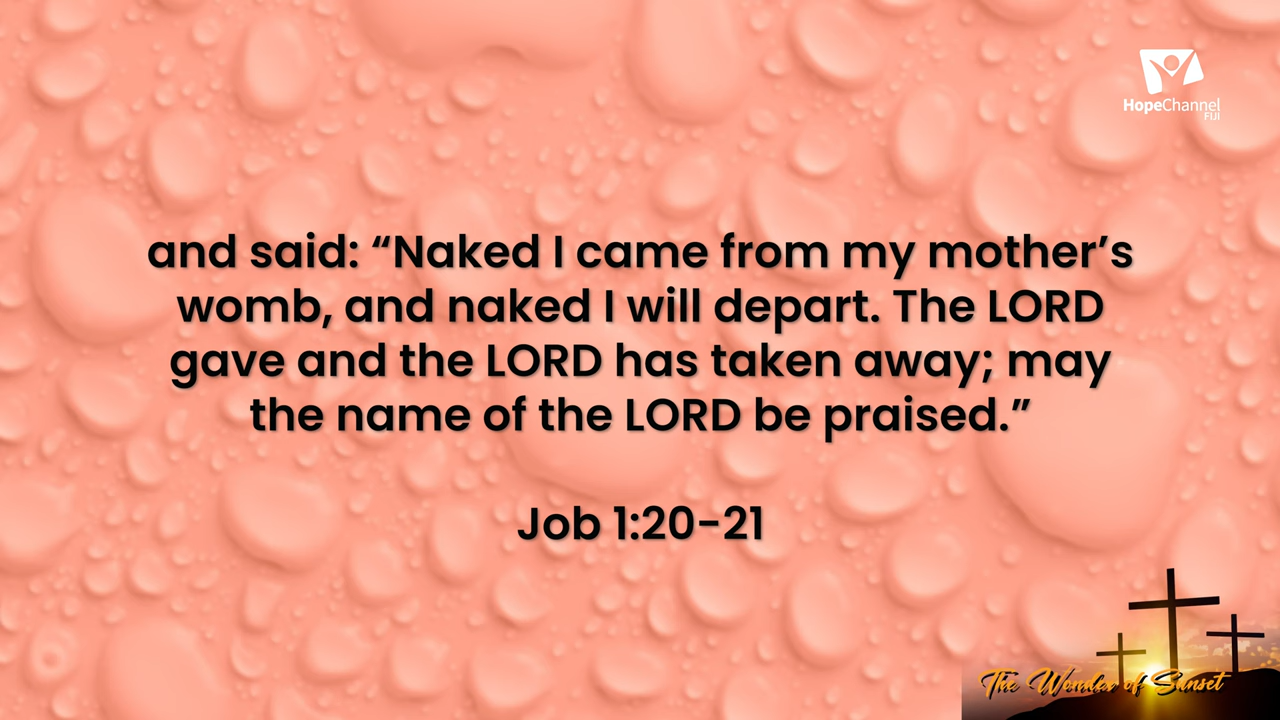 HopeChannel
FIJI
and said: “Naked I came from my mother’s
womb, and naked I will depart. The LORD
gave and the LORD has taken away; may
the name of the LORD be praised.”
Job 1:20-21
The Wonder of Sunset